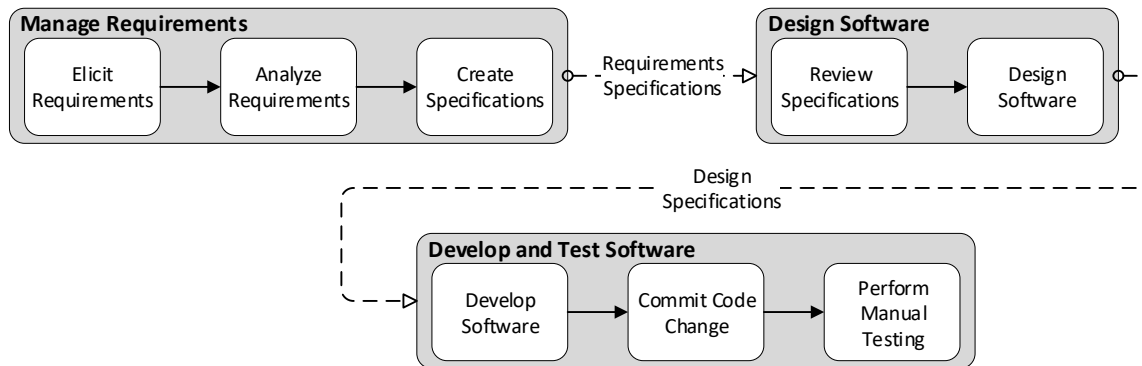 Manage Requirements
Elicit
Requirements
Analyze
Requirements
Create
Specifications
Requirements
Specifications
Design Software
Review
Specifications
Design
Software
Design
Specifications
Develop and Test Software
Develop
Software
Commit Code
Change
Perform
Manual
Testing